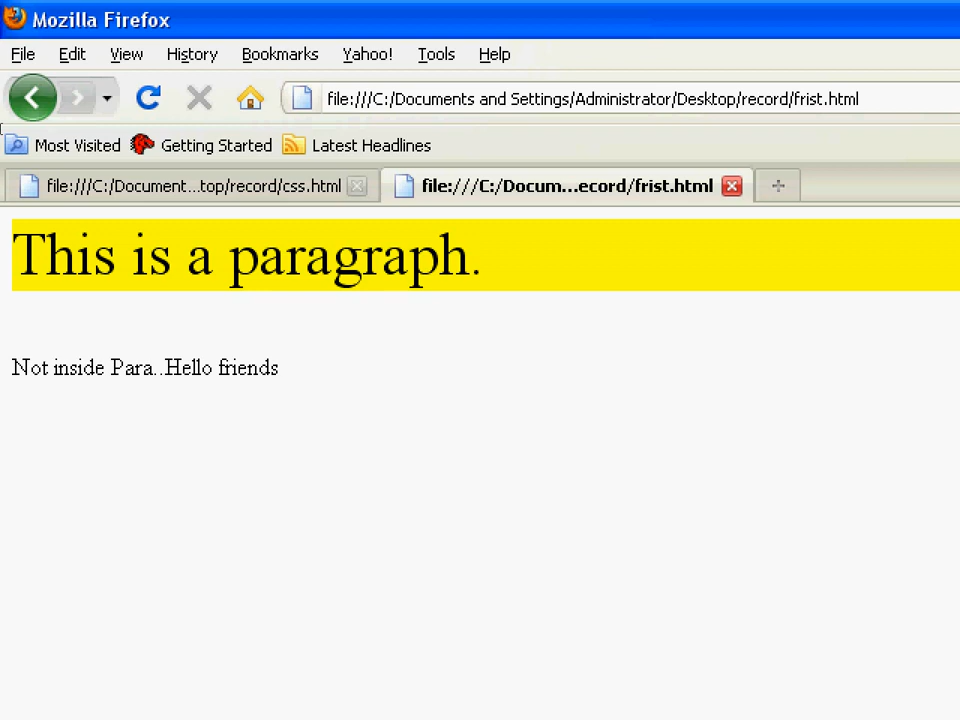 Mozilla Firefox
File Edit View History Bookmarks Yahoo! Tools Help
file:///C:/Documents and Settings/Administrator/Desktop/record/frist.html
Most Visited Getting Started Latest Headlines
file:///C:/Document...top/record/css.html file:///C:/Docum...ecord/frist.html
This is a paragraph.
Not inside Para..Hello friends